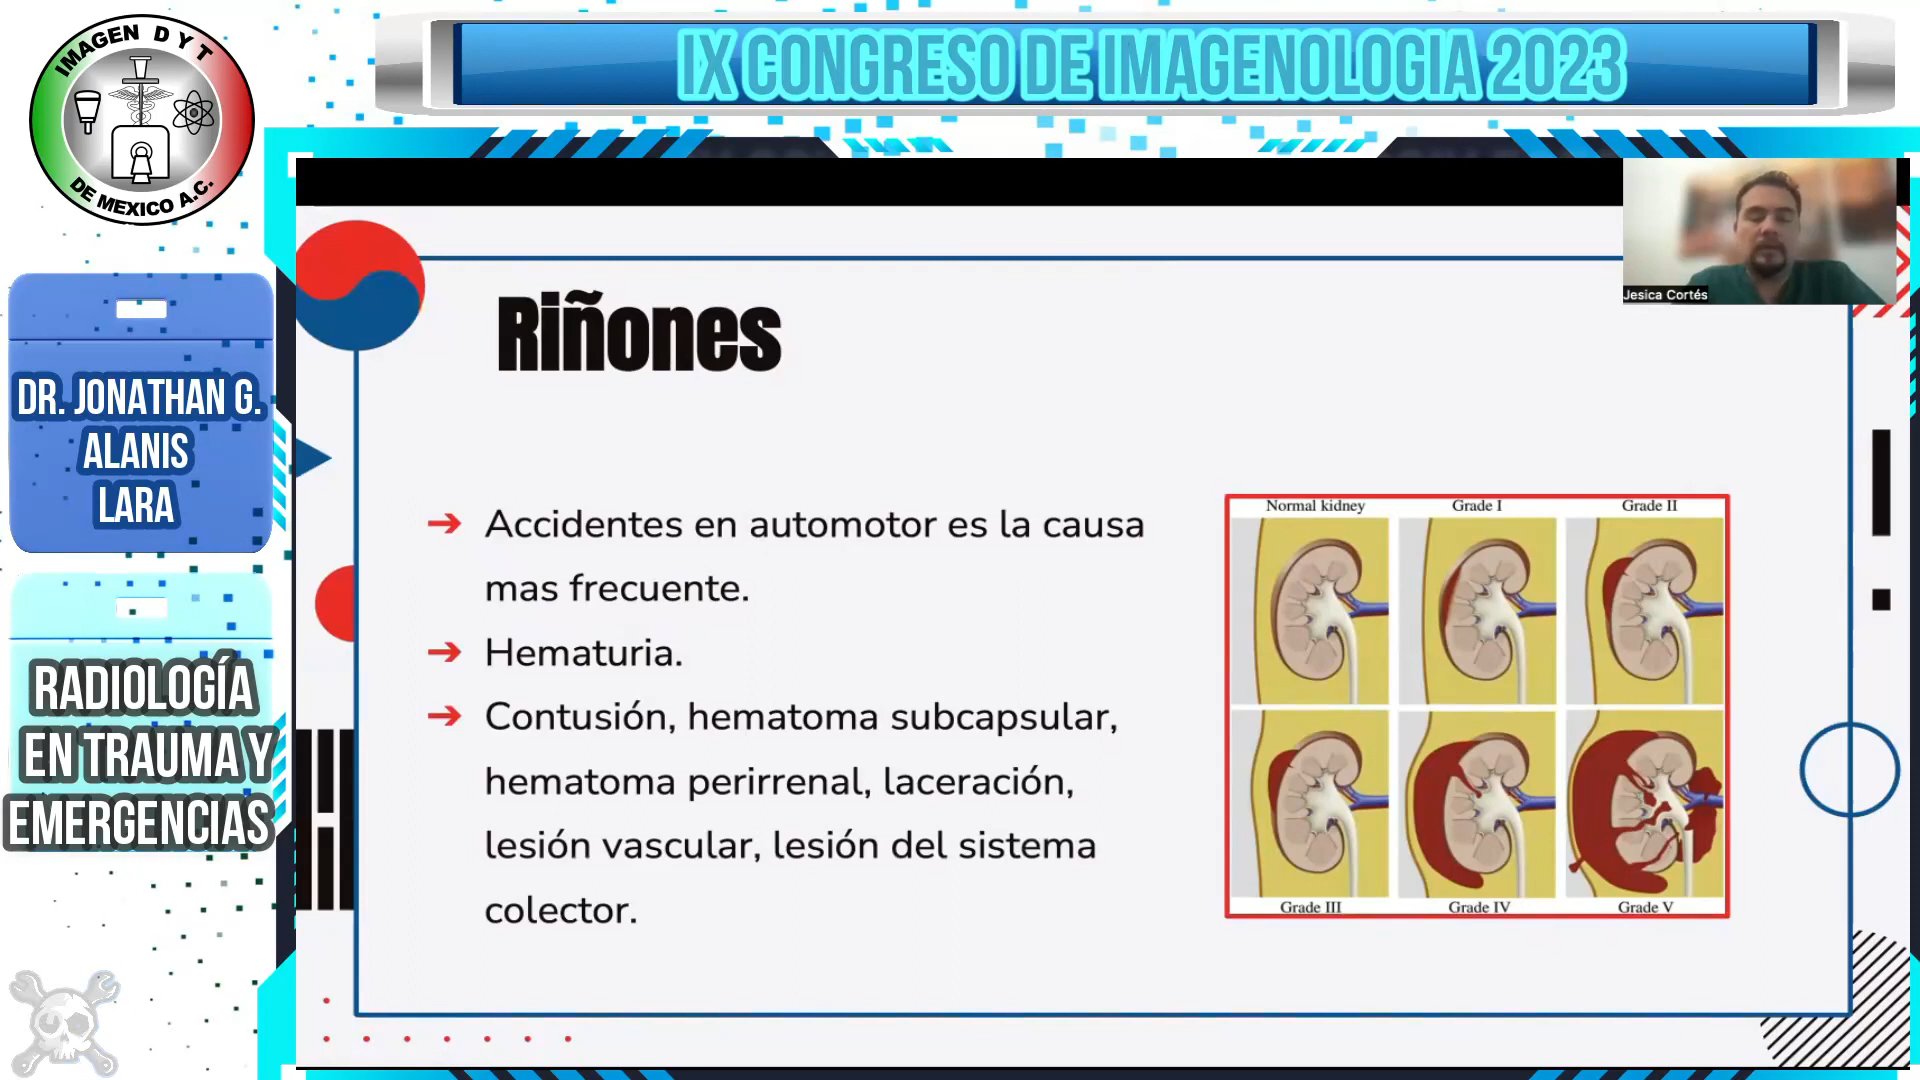 IMAGEN D Y T
DE MEXICO A.C.
IX CONGRESO DE IMAGENOLOGIA 2023
Jesica Cortés
DR. JONATHAN G.
ALANIS
LARA
RADIOLOGÍA
EN TRAUMA Y
EMERGENCIAS
Riñones
Accidentes en automotor es la causa
mas frecuente.
Hematuria.
Contusión, hematoma subcapsular,
hematoma perirrenal, laceración,
lesión vascular, lesión del sistema
colector.
Normal kidney
Grade I
Grade II
Grade III
Grade IV
Grade V